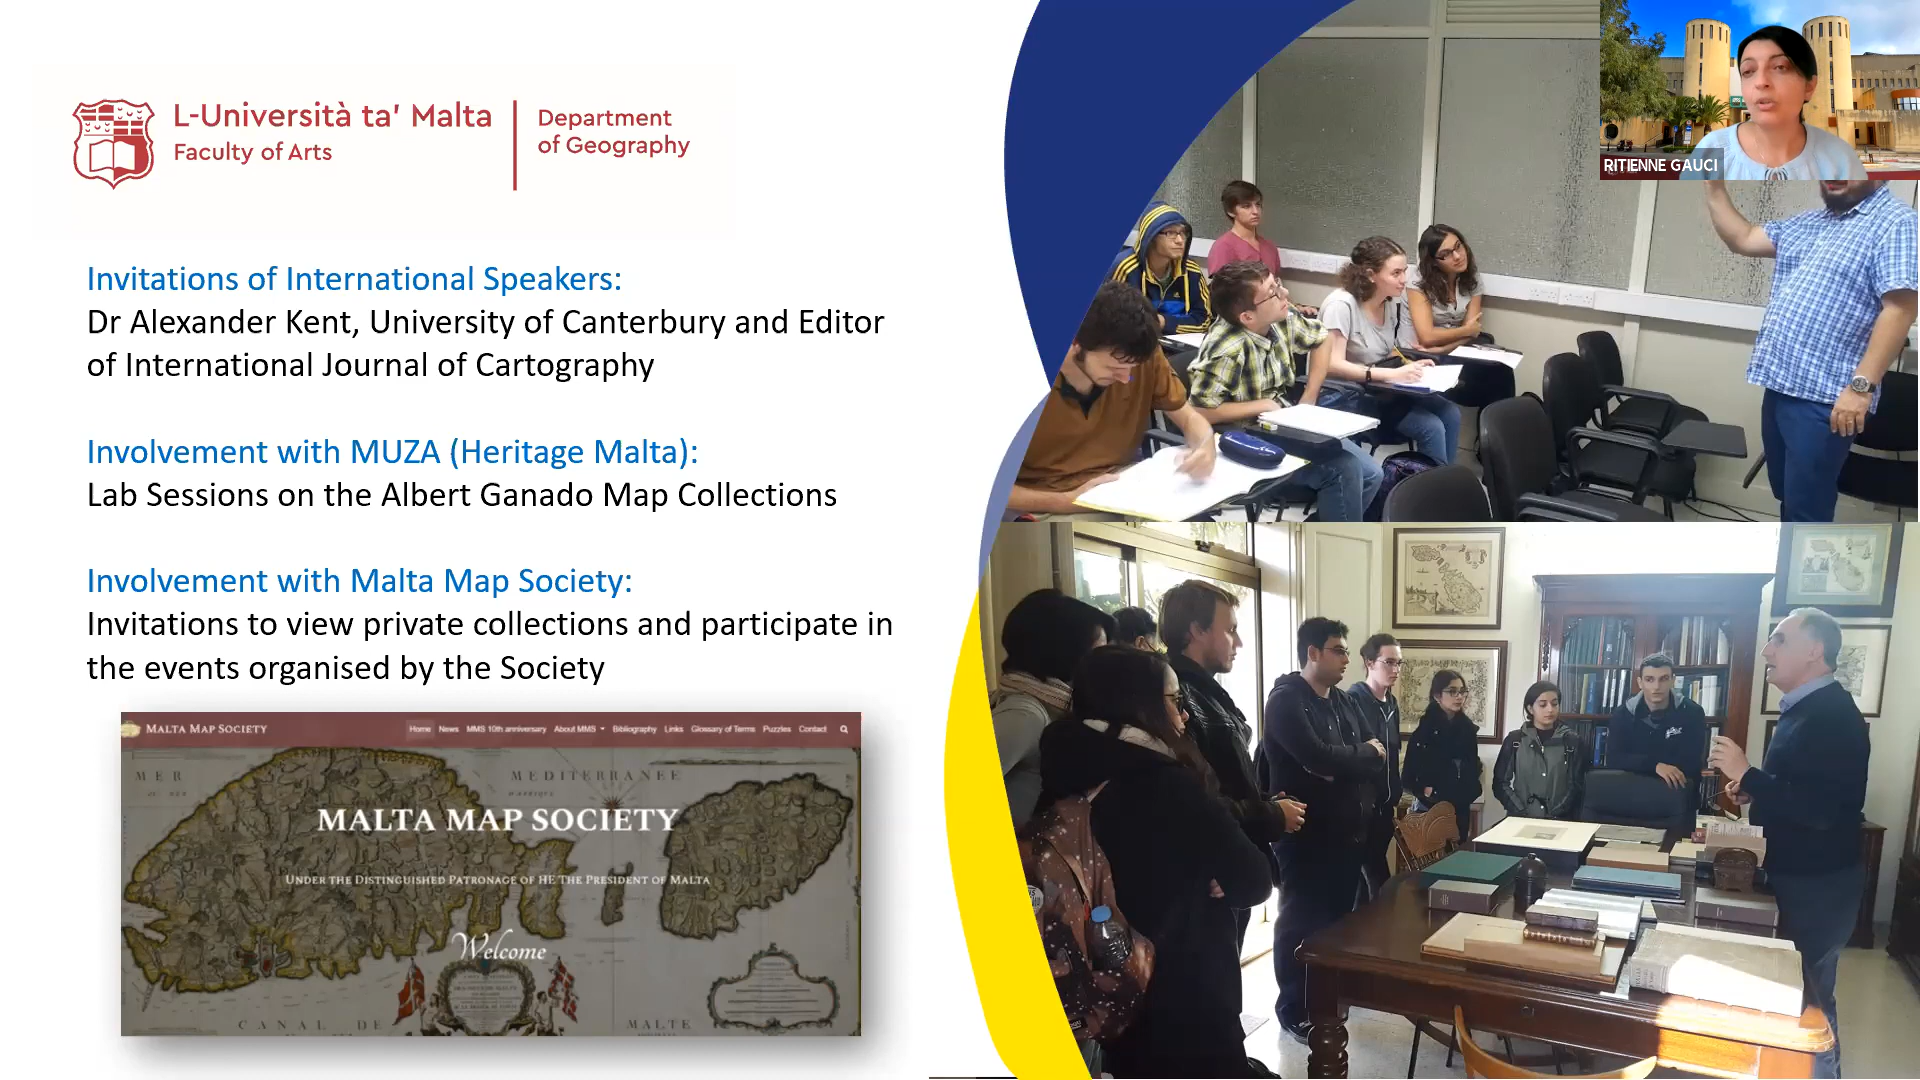 L-Università ta' Malta
Faculty of Arts
Department
of Geography
RITIENNE GAUCI
Invitations of International Speakers:
Dr Alexander Kent, University of Canterbury and Editor
of International Journal of Cartography
Involvement with MUZA (Heritage Malta):
Lab Sessions on the Albert Ganado Map Collections
Involvement with Malta Map Society:
Invitations to view private collections and participate in
the events organised by the Society
MALTA MAP SOCIETY
Home News MMS 10th anniversary About MMS Bibliography Links Glossary of Terms Puzzles Contact
MER MEDITERRANEE
MALTA MAP SOCIETY
UNDER THE DISTINGUISHED PATRONAGE OF HE THE PRESIDENT OF MALTA
Welcome
CANAL DE MALTE